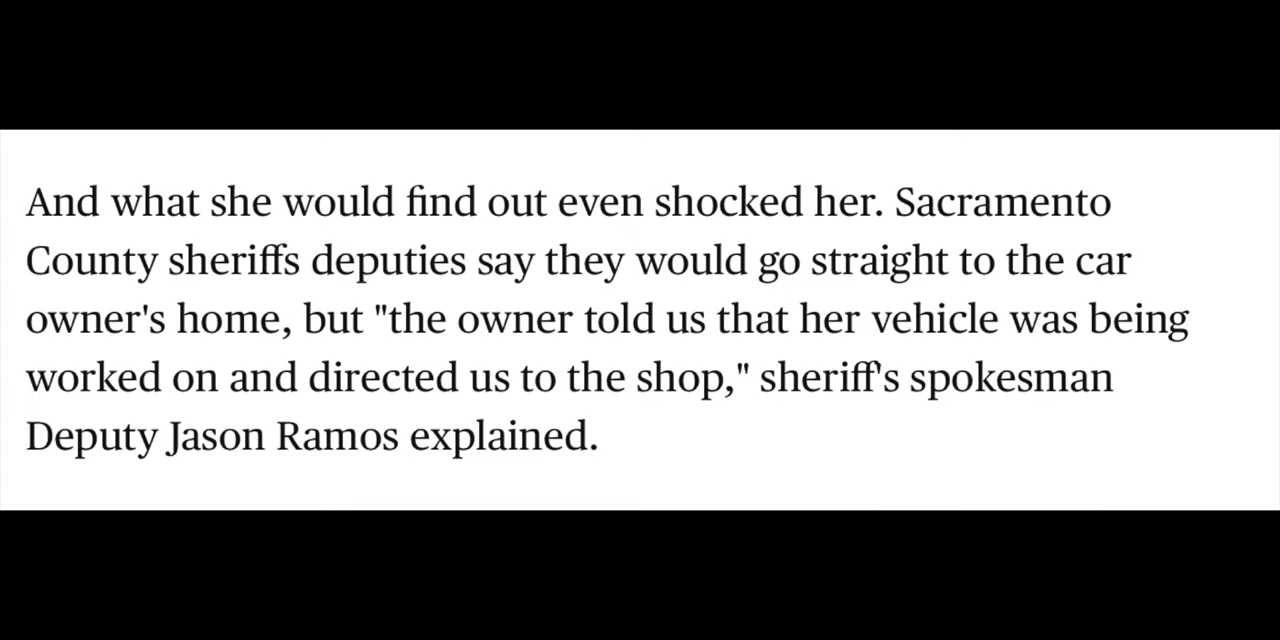 And what she would find out even shocked her. Sacramento
County sheriffs deputies say they would go straight to the car
owner's home, but "the owner told us that her vehicle was being
worked on and directed us to the shop," sheriff's spokesman
Deputy Jason Ramos explained.